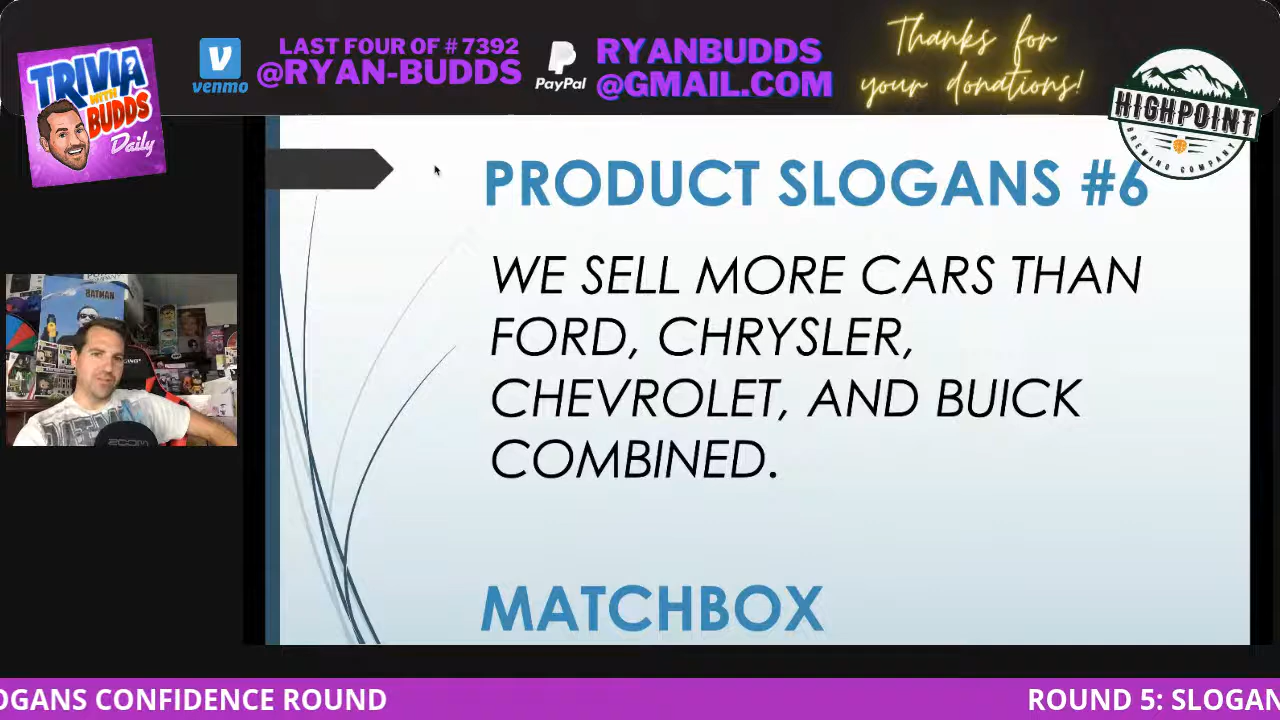 TRIVIA
WITH
BUDDS
Daily
venmo
LAST FOUR OF # 7392
@RYAN-BUDDS
PayPal
RYANBUDDS
@GMAIL.COM
Thanks for
your donations!
HIGHPOINT
BREWING COMPANY
PRODUCT SLOGANS #6
WE SELL MORE CARS THAN
FORD, CHRYSLER,
CHEVROLET, AND BUICK
COMBINED.
MATCHBOX
BATMAN
ZOOM
OGANS CONFIDENCE ROUND
ROUND 5: SLOGAN